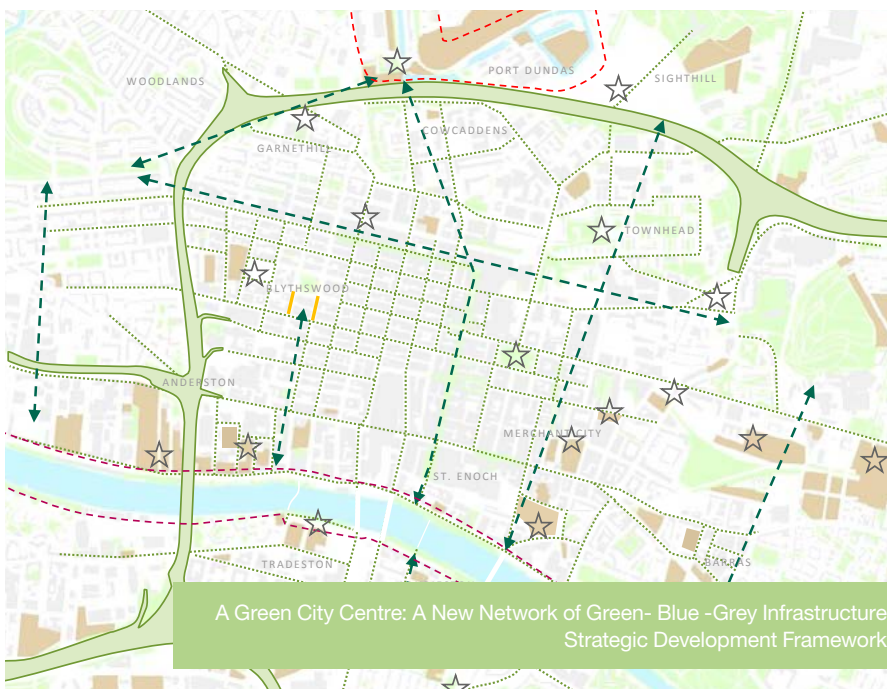 WOODLANDS
PORT DUNDAS
SIGHTHILL
COWCADDENS
GARNETHILL
TOWNHEAD
BLYTHSWOOD
ANDERSTON
MERCHANT CITY
ST. ENOCH
TRADESTON
BARRAS
A Green City Centre: A New Network of Green- Blue -Grey Infrastructure
Strategic Development Framework